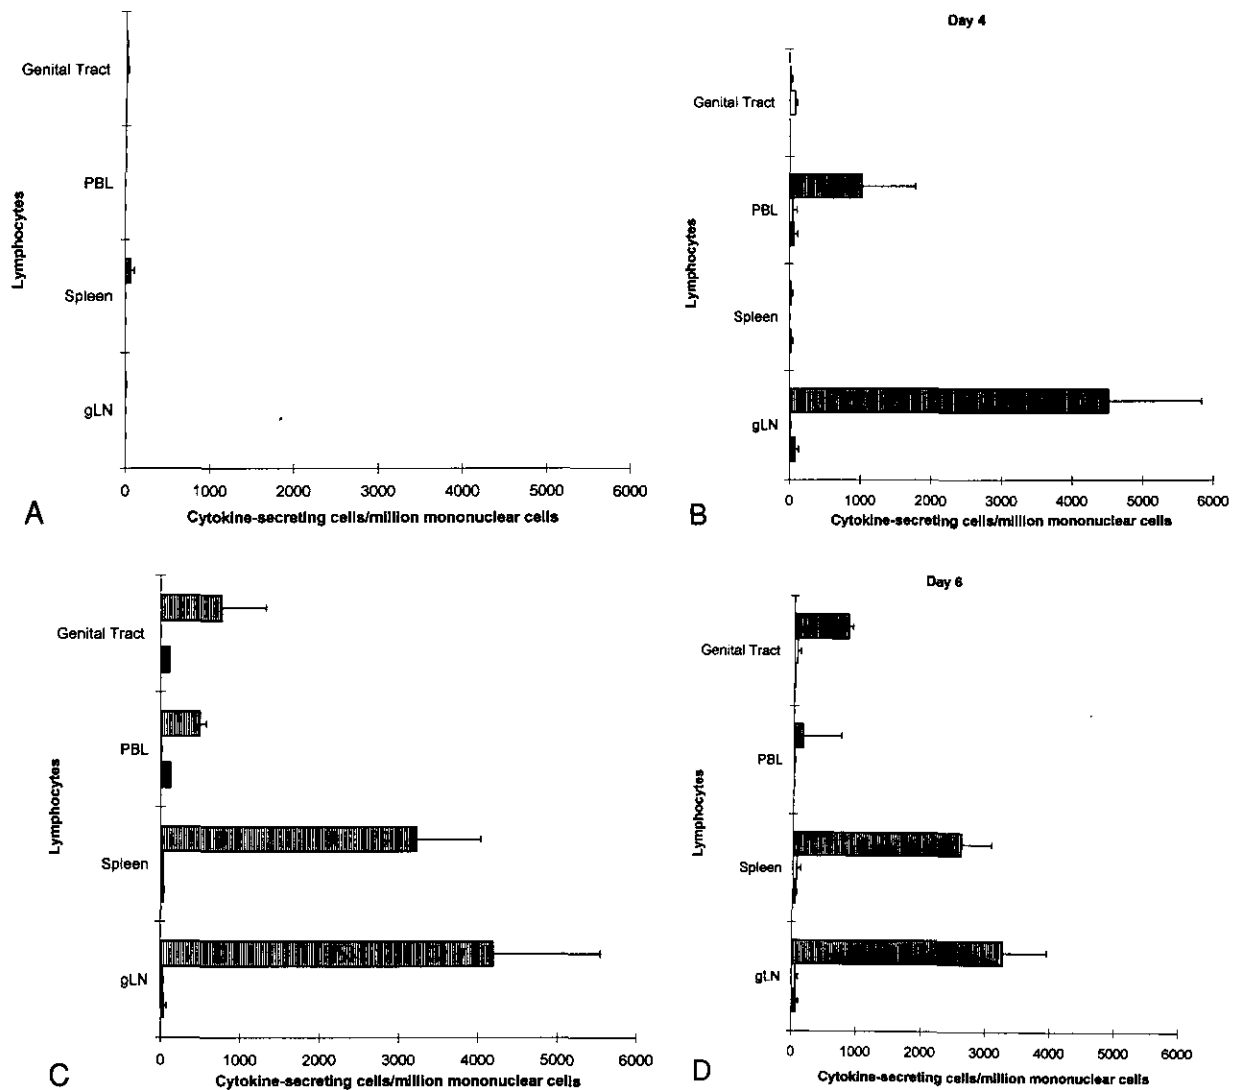 Genital Tract
PBL
Spleen
gLN
Lymphocytes
0 1000 2000 3000 4000 5000 6000
Cytokine-secreting cells/million mononuclear cells
A
Day 4
Genital Tract
PBL
Spleen
gLN
Lymphocytes
0 1000 2000 3000 4000 5000 6000
Cytokine-secreting cells/million mononuclear cells
B
Genital Tract
PBL
Spleen
gLN
Lymphocytes
0 1000 2000 3000 4000 5000 6000
Cytokine-secreting cells/million mononuclear cells
C
Day 6
Genital Tract
PBL
Spleen
gLN
Lymphocytes
0 1000 2000 3000 4000 5000 6000
Cytokine-secreting cells/million mononuclear cells
D